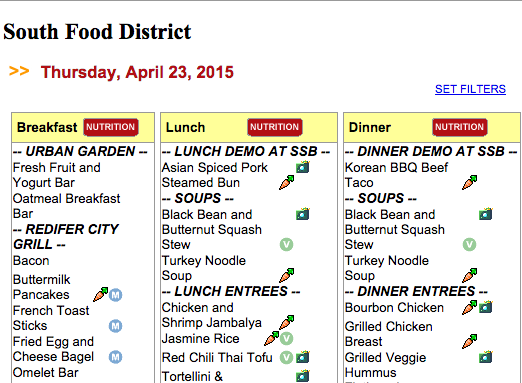 South Food District
>> Thursday, April 23, 2015
SET FILTERS
Breakfast NUTRITION
-- URBAN GARDEN --
Fresh Fruit and
Yogurt Bar
Oatmeal Breakfast
Bar
-- REDIFER CITY
GRILL --
Bacon
Buttermilk
Pancakes M
French Toast
Sticks M
Fried Egg and
Cheese Bagel M
Omelet Bar
Lunch NUTRITION
-- LUNCH DEMO AT SSB --
Asian Spiced Pork
Steamed Bun
-- SOUPS --
Black Bean and
Butternut Squash
Stew V
Turkey Noodle
Soup
-- LUNCH ENTREES --
Chicken and
Shrimp Jambalya
Jasmine Rice V
Red Chili Thai Tofu V
Tortellini &
Dinner NUTRITION
-- DINNER DEMO AT SSB --
Korean BBQ Beef
Taco
-- SOUPS --
Black Bean and
Butternut Squash
Stew V
Turkey Noodle
Soup
-- DINNER ENTREES --
Bourbon Chicken
Grilled Chicken
Breast
Grilled Veggie
Hummus